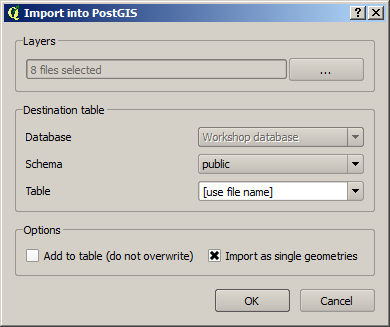 Import into PostGIS
Layers
8 files selected
...
Destination table
Database
Workshop database
Schema
public
Table
[use file name]
Options
Add to table (do not overwrite)
Import as single geometries
OK
Cancel